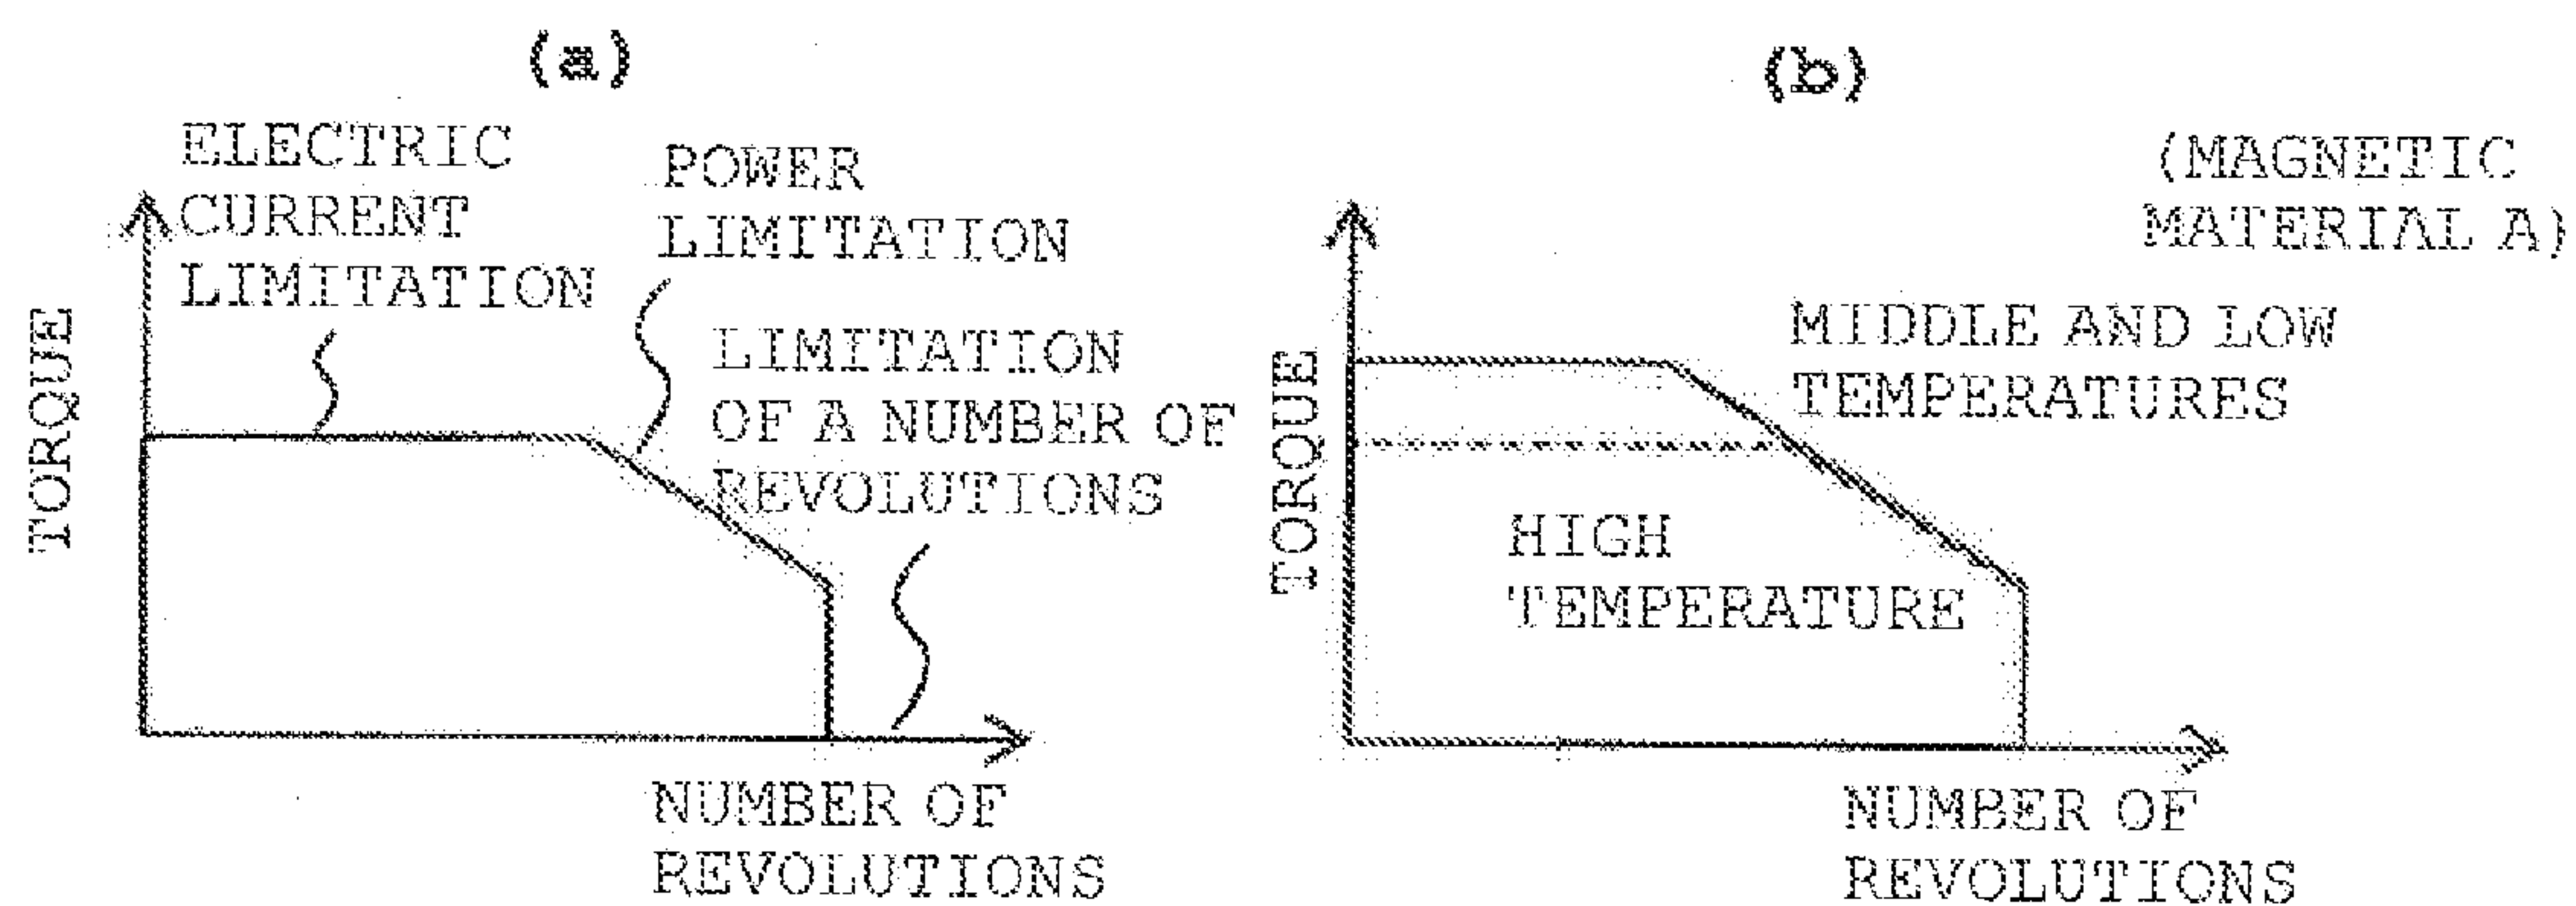 (a)
ELECTRIC
CURRENT
LIMITATION
POWER
LIMITATION
LIMITATION
OF A NUMBER OF
REVOLUTIONS
TORQUE
NUMBER OF
REVOLUTIONS
(b)
(MAGNETIC
MATERIAL A)
MIDDLE AND LOW
TEMPERATURES
HIGH
TEMPERATURE
TORQUE
NUMBER OF
REVOLUTIONS